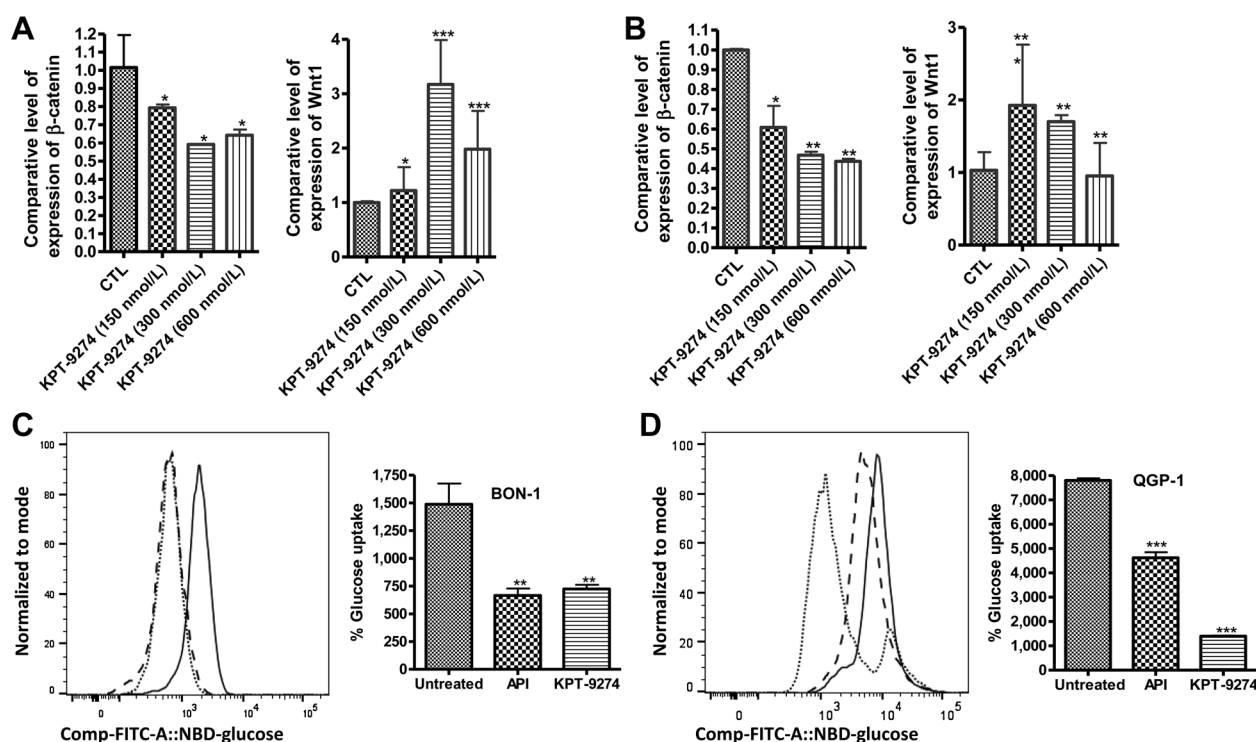 A
Comparative level of
expression of β-catenin
1.2
1.1
1.0
0.9
0.8
0.7
0.6
0.5
0.4
0.3
0.2
0.1
0.0
*
*
*
CTL
KPT-9274 (150 nmol/L)
KPT-9274 (300 nmol/L)
KPT-9274 (600 nmol/L)
Comparative level of
expression of Wnt1
4
3
2
1
0
*
***
***
CTL
KPT-9274 (150 nmol/L)
KPT-9274 (300 nmol/L)
KPT-9274 (600 nmol/L)
B
Comparative level of
expression of β-catenin
1.1
1.0
0.9
0.8
0.7
0.6
0.5
0.4
0.3
0.2
0.1
0.0
*
**
**
CTL
KPT-9274 (150 nmol/L)
KPT-9274 (300 nmol/L)
KPT-9274 (600 nmol/L)
Comparative level of
expression of Wnt1
3
2
1
0
**
*
**
**
CTL
KPT-9274 (150 nmol/L)
KPT-9274 (300 nmol/L)
KPT-9274 (600 nmol/L)
C
Normalized to mode
100
80
60
40
20
0
0 10³ 10⁴ 10⁵
Comp-FITC-A::NBD-glucose
% Glucose uptake
1,750
1,500
1,250
1,000
750
500
250
0
BON-1
**
**
Untreated API KPT-9274
D
Normalized to mode
100
80
60
40
20
0
0 10³ 10⁴ 10⁵
Comp-FITC-A::NBD-glucose
% Glucose uptake
8,000
7,000
6,000
5,000
4,000
3,000
2,000
1,000
0
QGP-1
***
***
Untreated API KPT-9274